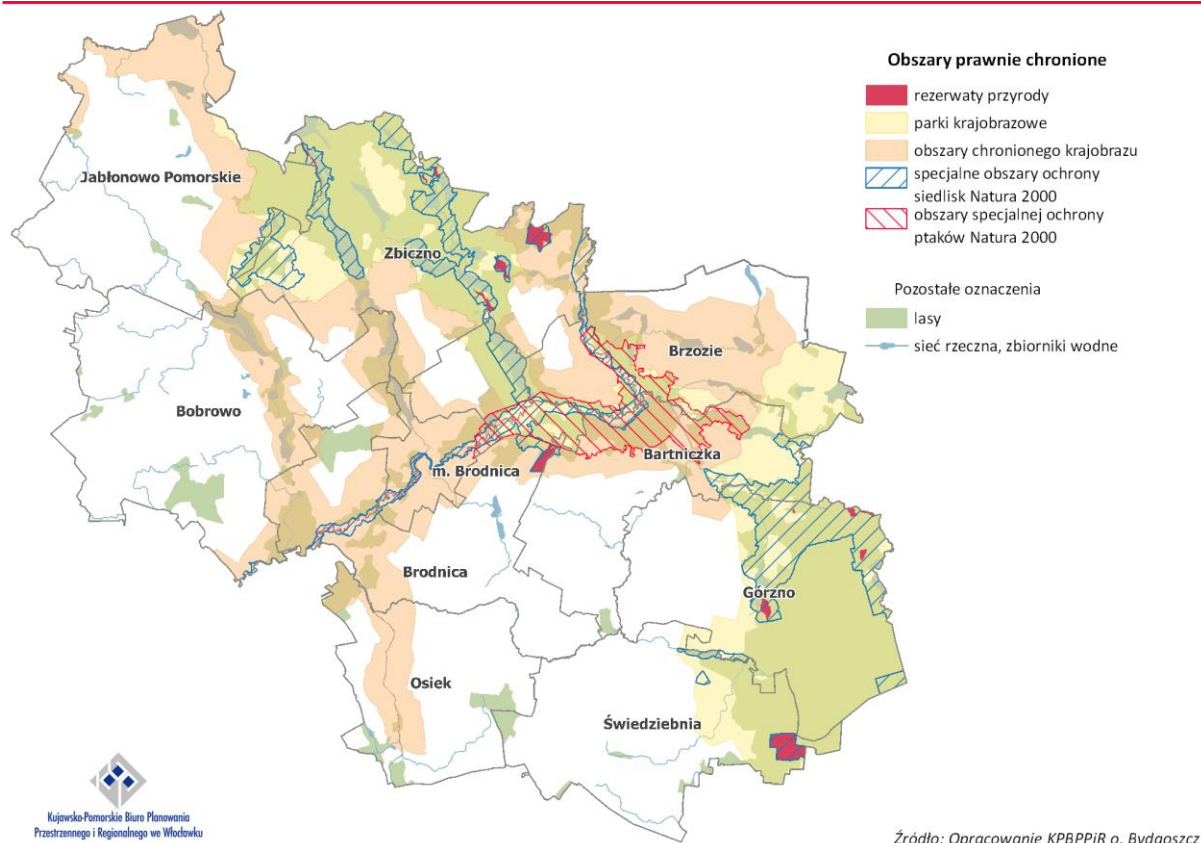 Obszary prawnie chronione
rezerwaty przyrody
parki krajobrazowe
obszary chronionego krajobrazu
specjalne obszary ochrony
siedlisk Natura 2000
obszary specjalnej ochrony
ptaków Natura 2000
Pozostałe oznaczenia
lasy
sieć rzeczna, zbiorniki wodne
Jabłonowo Pomorskie
Zbiczno
Brzozie
Bobrowo
Bartniczka
m. Brodnica
Brodnica
Górzno
Osiek
Świedziebnia
Kujawsko-Pomorskie Biuro Planowania
Przestrzennego i Regionalnego we Włocławku
Źródło: Opracowanie KPBPPiR o. Bydgoszcz